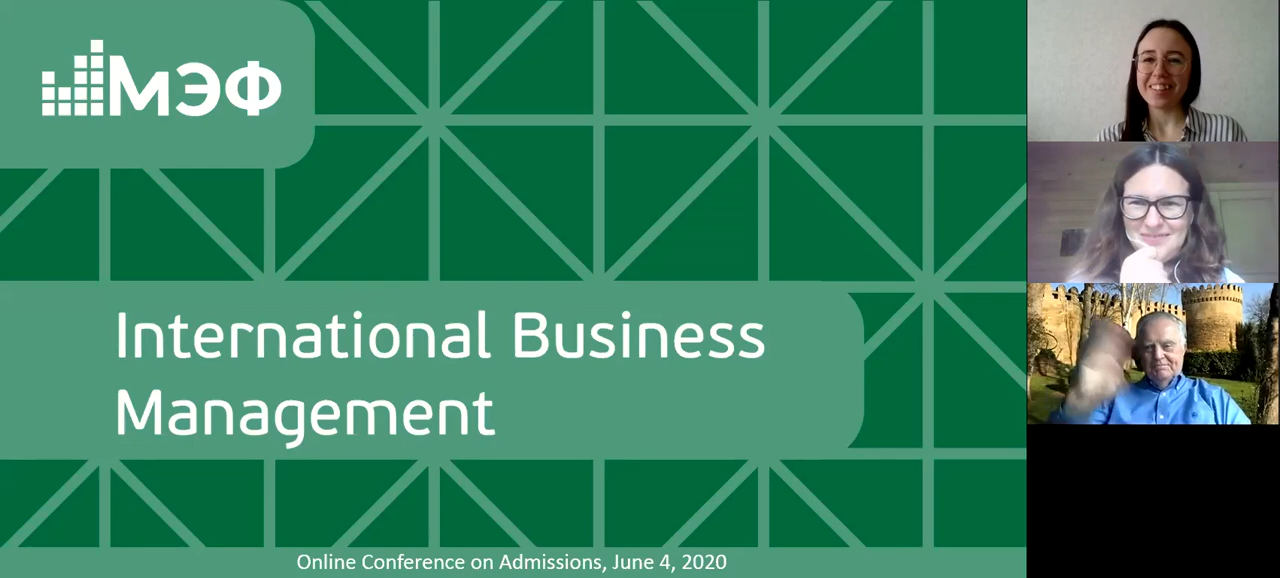 МЭФ
International Business
Management
Online Conference on Admissions, June 4, 2020